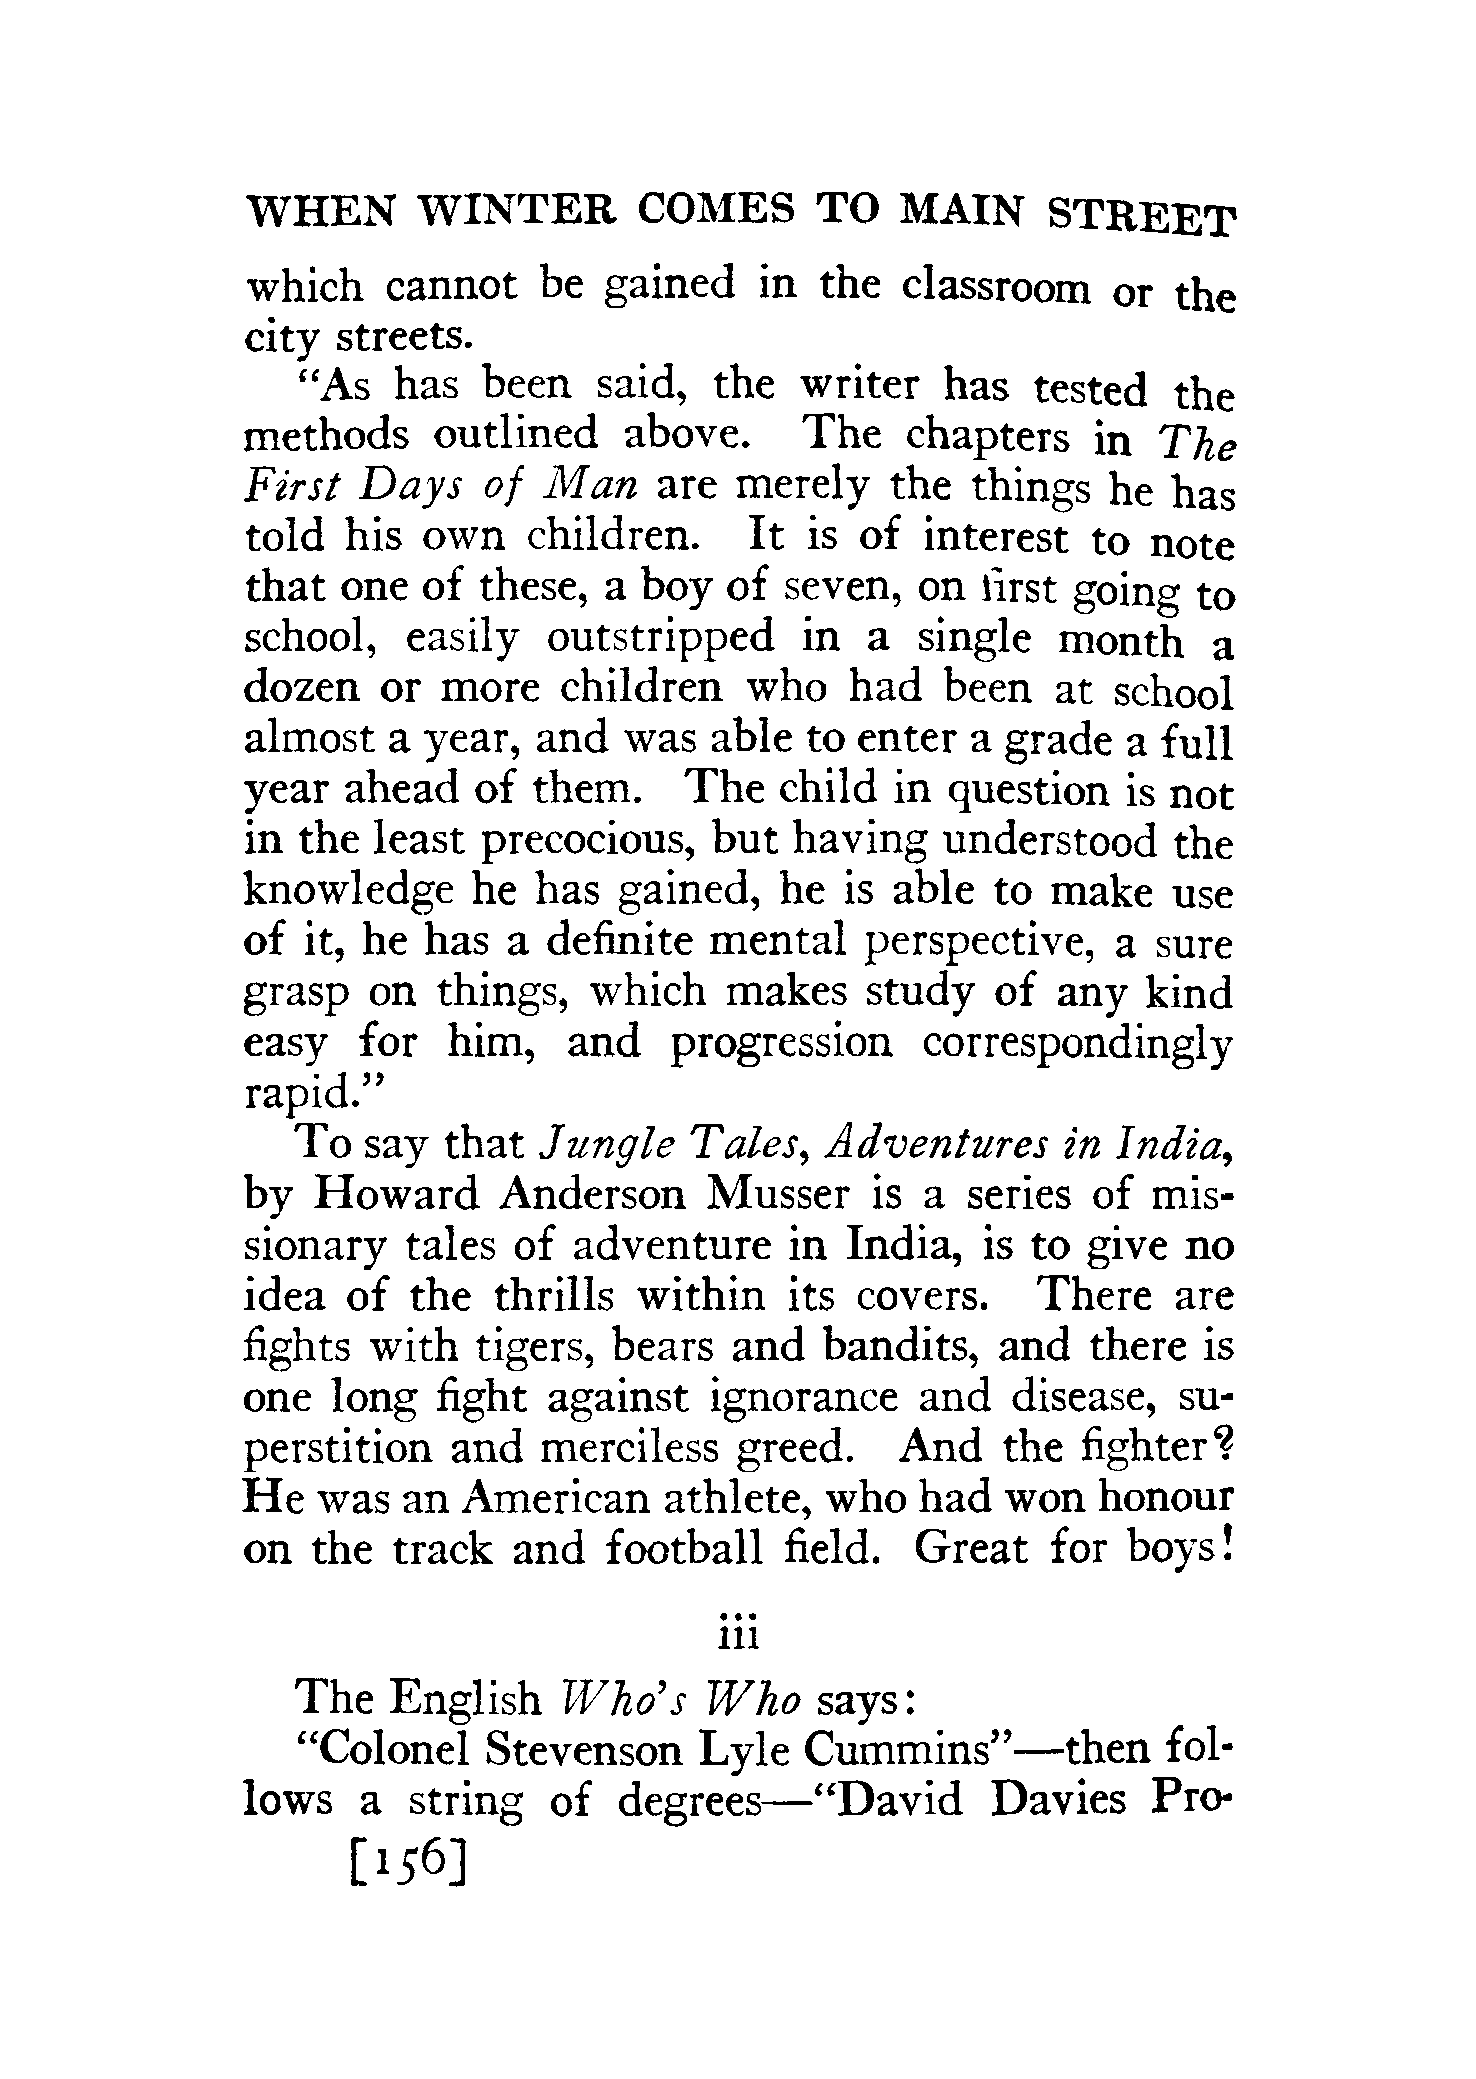 WHEN WINTER COMES TO MAIN STREET
which cannot be gained in the classroom or the
city streets.
“As has been said, the writer has tested the
methods outlined above. The chapters in The
First Days of Man are merely the things he has
told his own children. It is of interest to note
that one of these, a boy of seven, on first going to
school, easily outstripped in a single month a
dozen or more children who had been at school
almost a year, and was able to enter a grade a full
year ahead of them. The child in question is not
in the least precocious, but having understood the
knowledge he has gained, he is able to make use
of it, he has a definite mental perspective, a sure
grasp on things, which makes study of any kind
easy for him, and progression correspondingly
rapid.”
To say that Jungle Tales, Adventures in India,
by Howard Anderson Musser is a series of mis-
sionary tales of adventure in India, is to give no
idea of the thrills within its covers. There are
fights with tigers, bears and bandits, and there is
one long fight against ignorance and disease, su-
perstition and merciless greed. And the fighter?
He was an American athlete, who had won honour
on the track and football field. Great for boys!
iii
The English Who’s Who says:
“Colonel Stevenson Lyle Cummins”—then fol-
lows a string of degrees—“David Davies Pro-
[156]